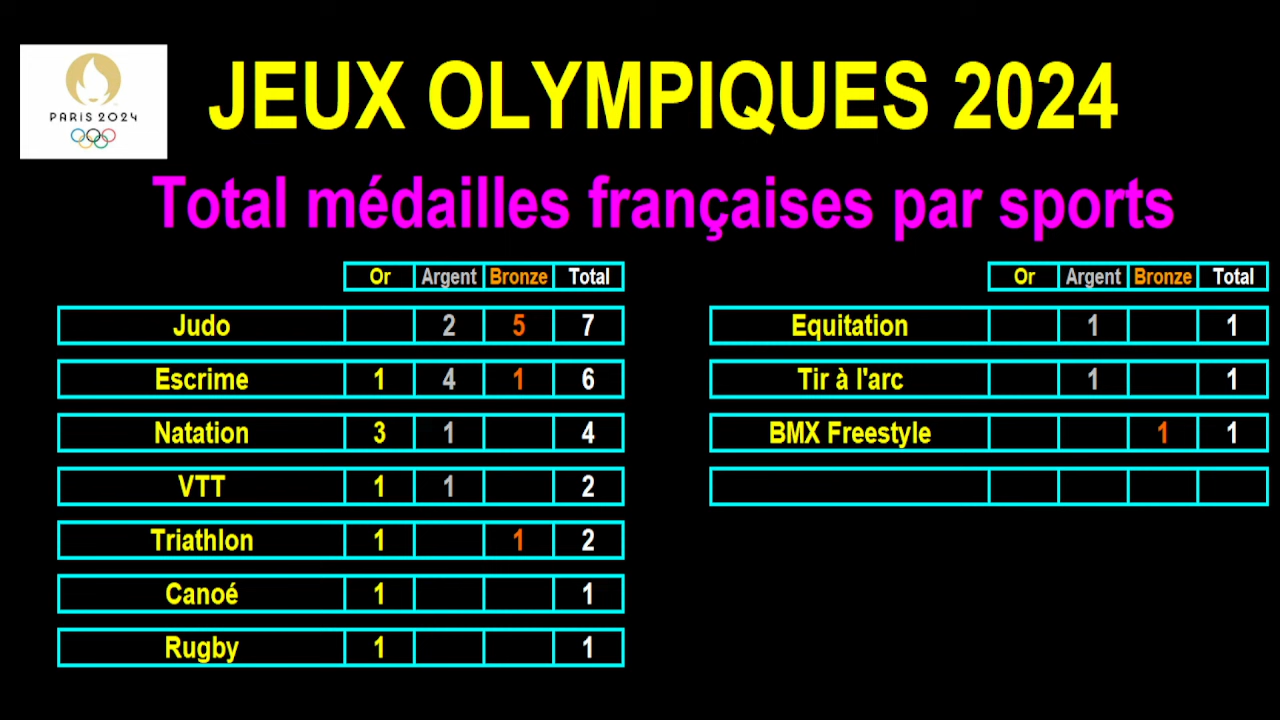 PARIS 2024
JEUX OLYMPIQUES 2024
Total médailles françaises par sports
Or Argent Bronze Total
Judo 2 5 7
Escrime 1 4 1 6
Natation 3 1 4
VTT 1 1 2
Triathlon 1 1 2
Canoé 1 1
Rugby 1 1
Or Argent Bronze Total
Equitation 1 1
Tir à l'arc 1 1
BMX Freestyle 1 1